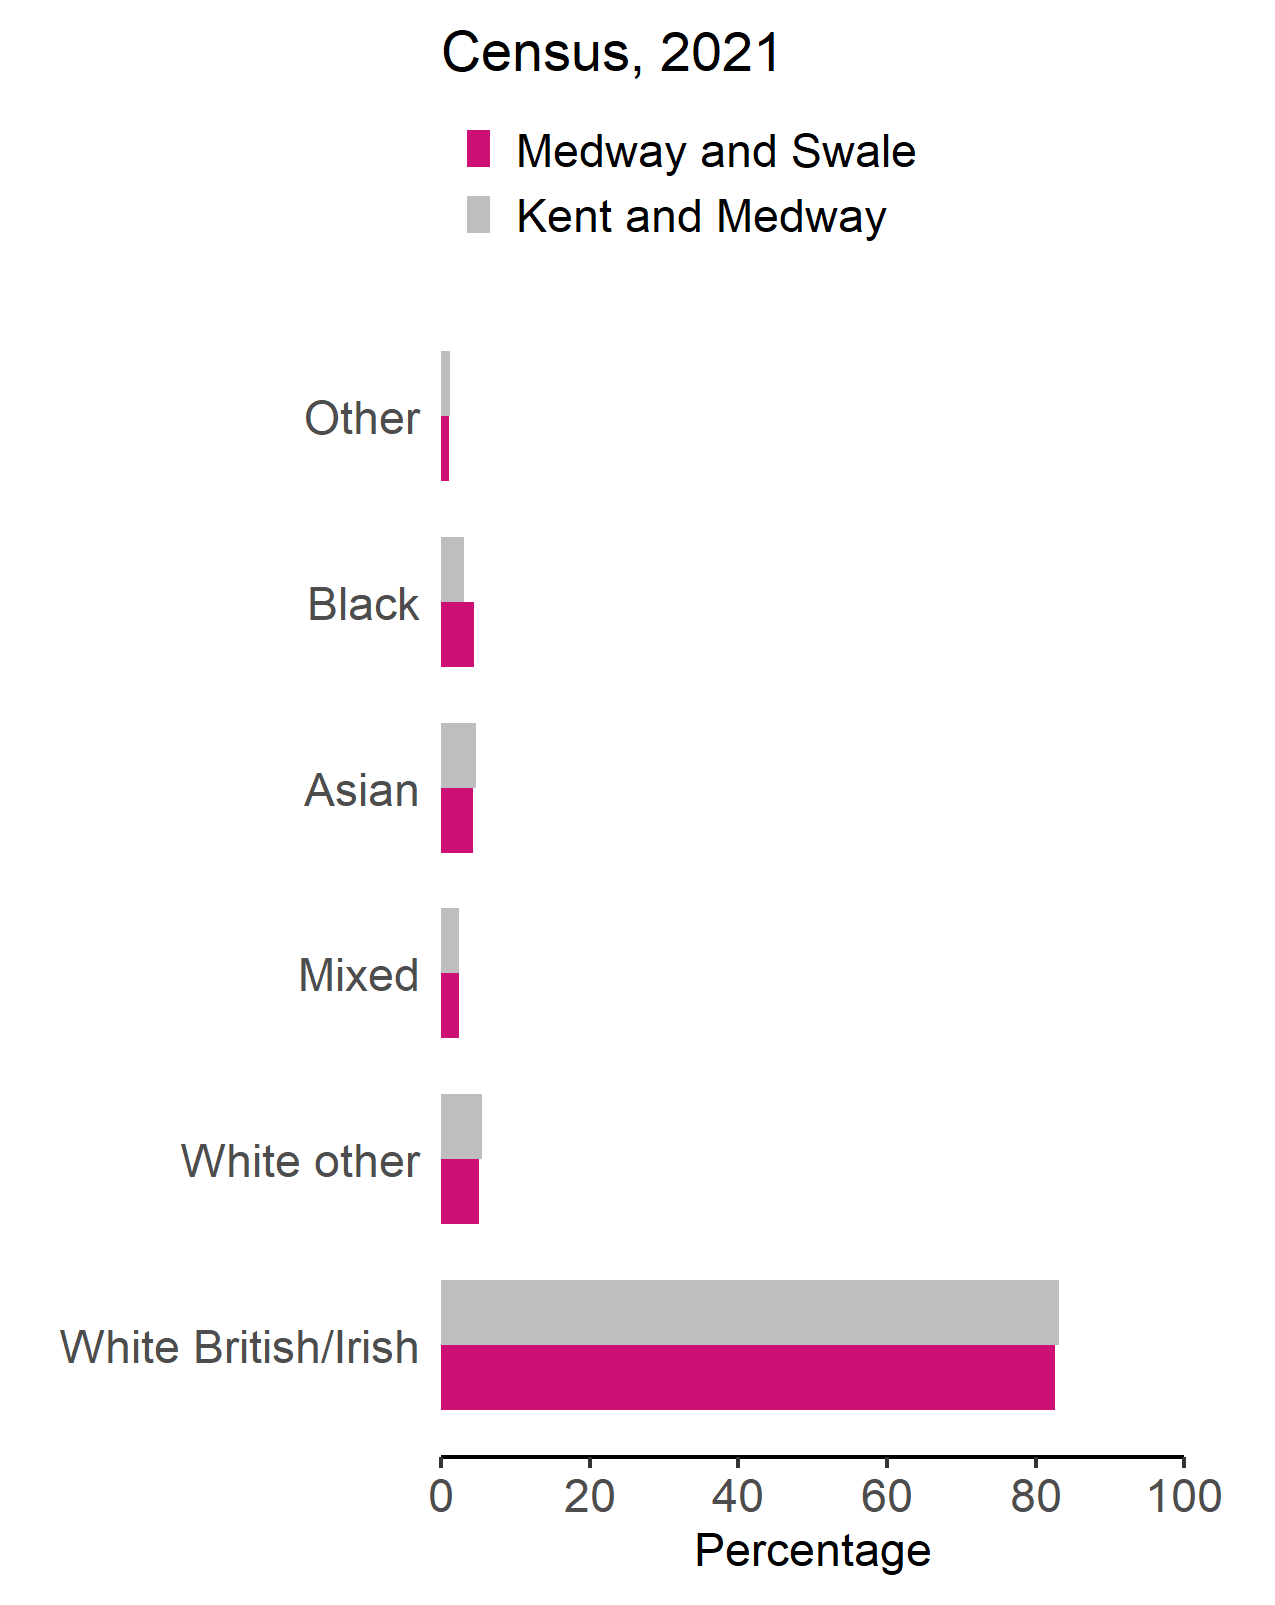 Census, 2021
Medway and Swale
Kent and Medway
Other
Black
Asian
Mixed
White other
White British/Irish
0 20 40 60 80 100
Percentage